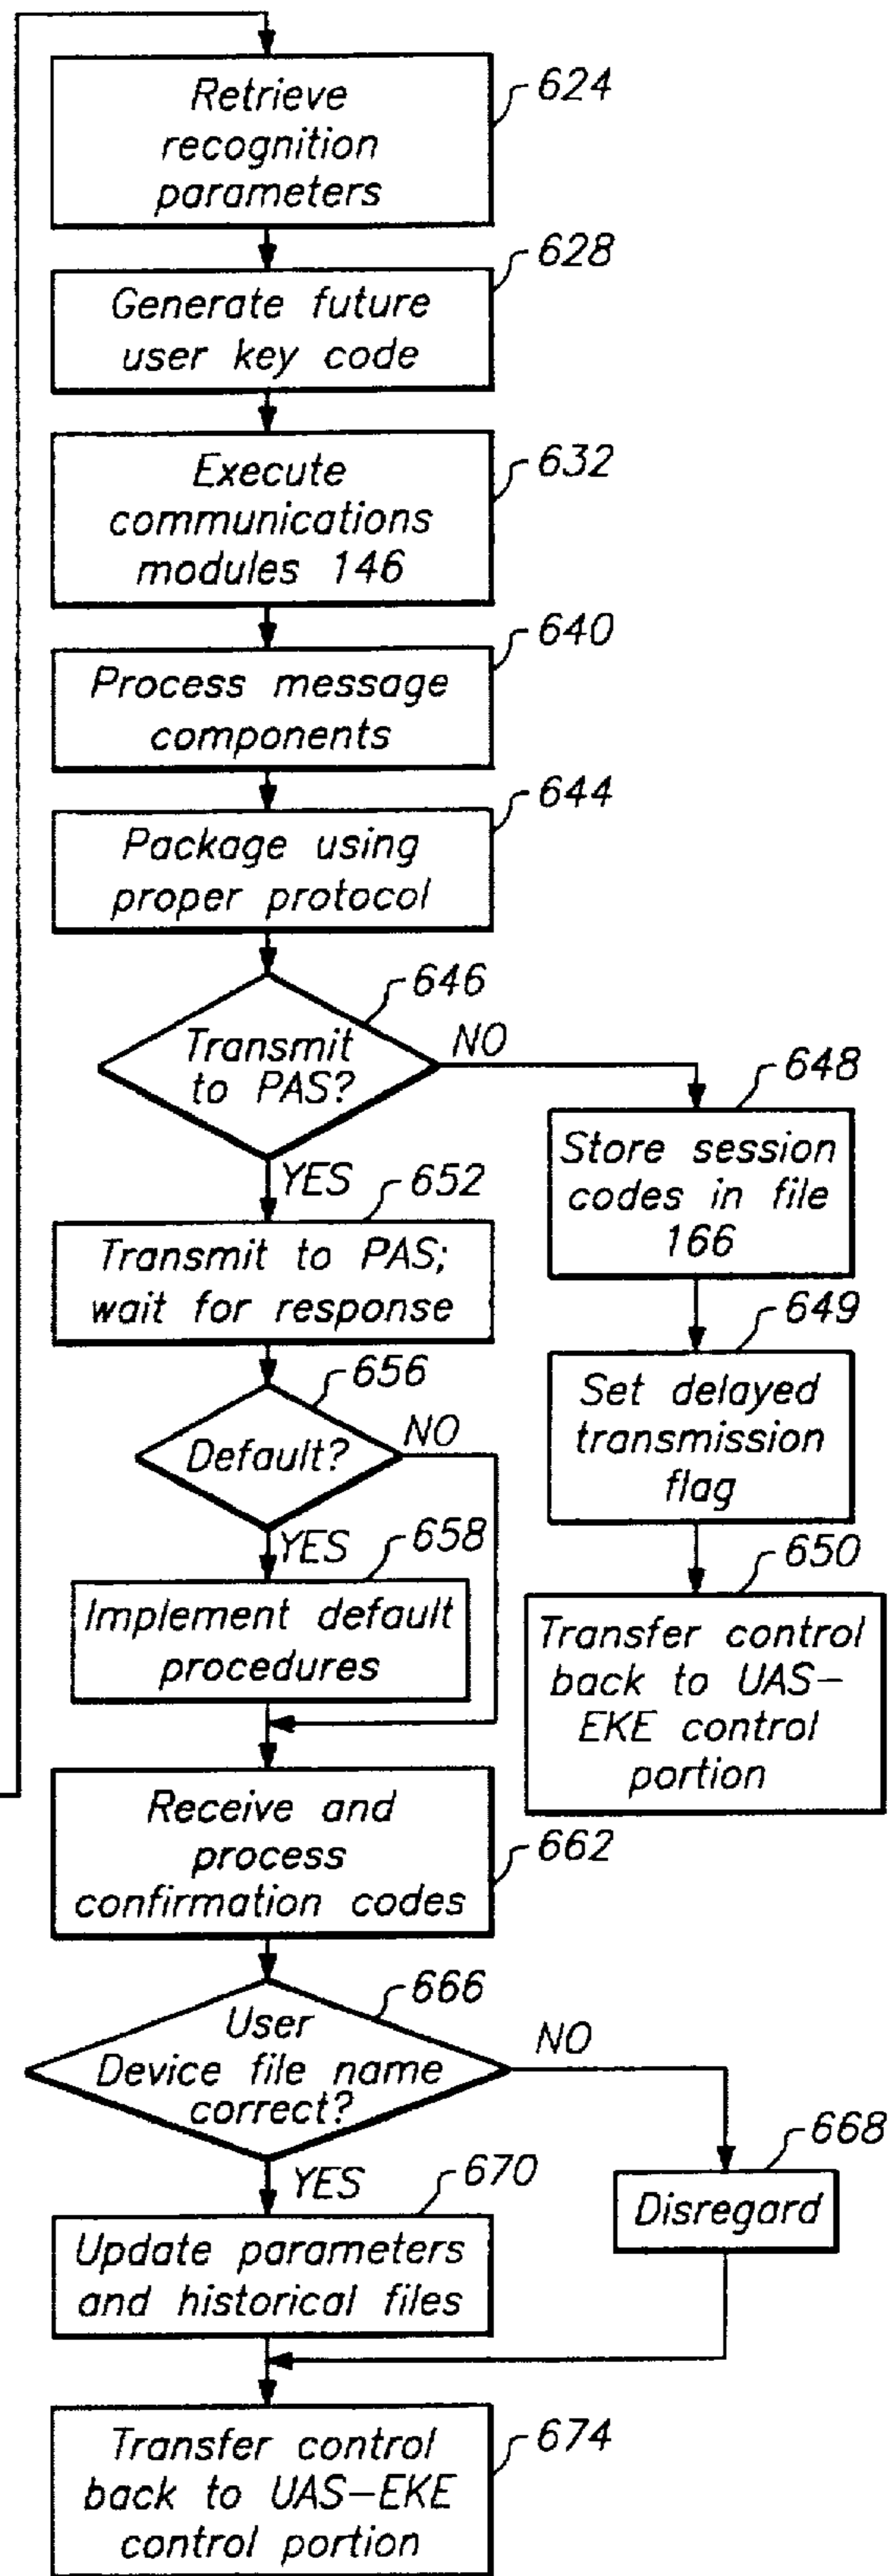 Retrieve
recognition
parameters
624
Generate future
user key code
628
Execute
communications
modules 146
632
Process message
components
640
Package using
proper protocol
644
Transmit
to PAS?
646
NO
YES
Store session
codes in file
166
648
Transmit to PAS;
wait for response
652
Set delayed
transmission
flag
649
Default?
656
NO
YES
Implement default
procedures
658
Transfer control
back to UAS-
EKE control
portion
650
Receive and
process
confirmation codes
662
User
Device file name
correct?
666
NO
YES
Disregard
668
Update parameters
and historical files
670
Transfer control
back to UAS-EKE
control portion
674